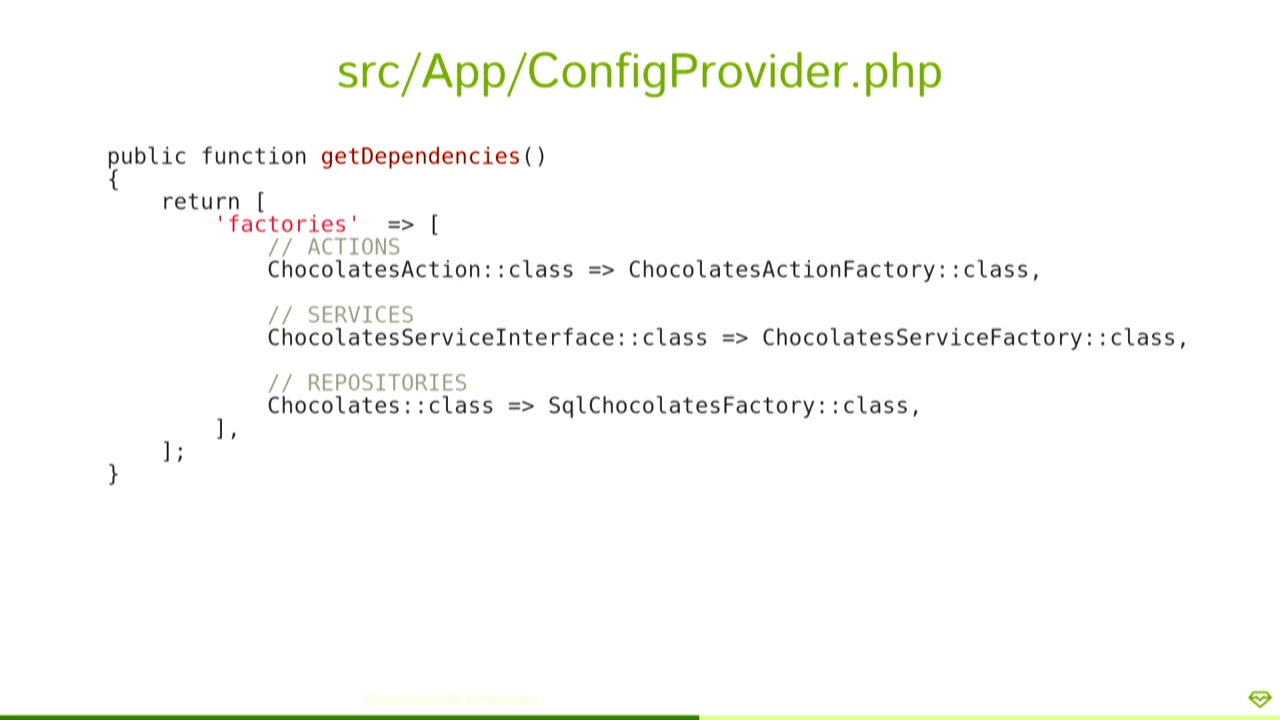 src/App/ConfigProvider.php
public function getDependencies()
{
    return [
        'factories'  => [
            // ACTIONS
            ChocolatesAction::class => ChocolatesActionFactory::class,
            // SERVICES
            ChocolatesServiceInterface::class => ChocolatesServiceFactory::class,
            // REPOSITORIES
            Chocolates::class => SqlChocolatesFactory::class,
        ],
    ];
}